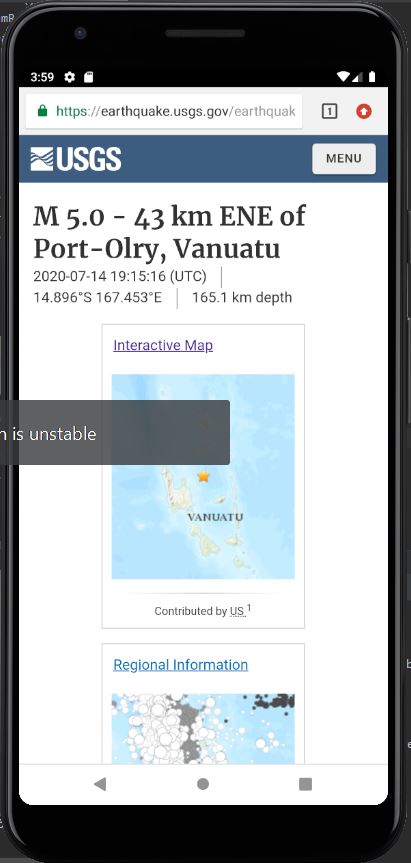 3:59
https://earthquake.usgs.gov/earthquak
1
USGS
MENU
M 5.0 - 43 km ENE of
Port-Olry, Vanuatu
2020-07-14 19:15:16 (UTC)
14.896°S 167.453°E
165.1 km depth
Interactive Map
n is unstable
VANUATU
Contributed by US 1
Regional Information